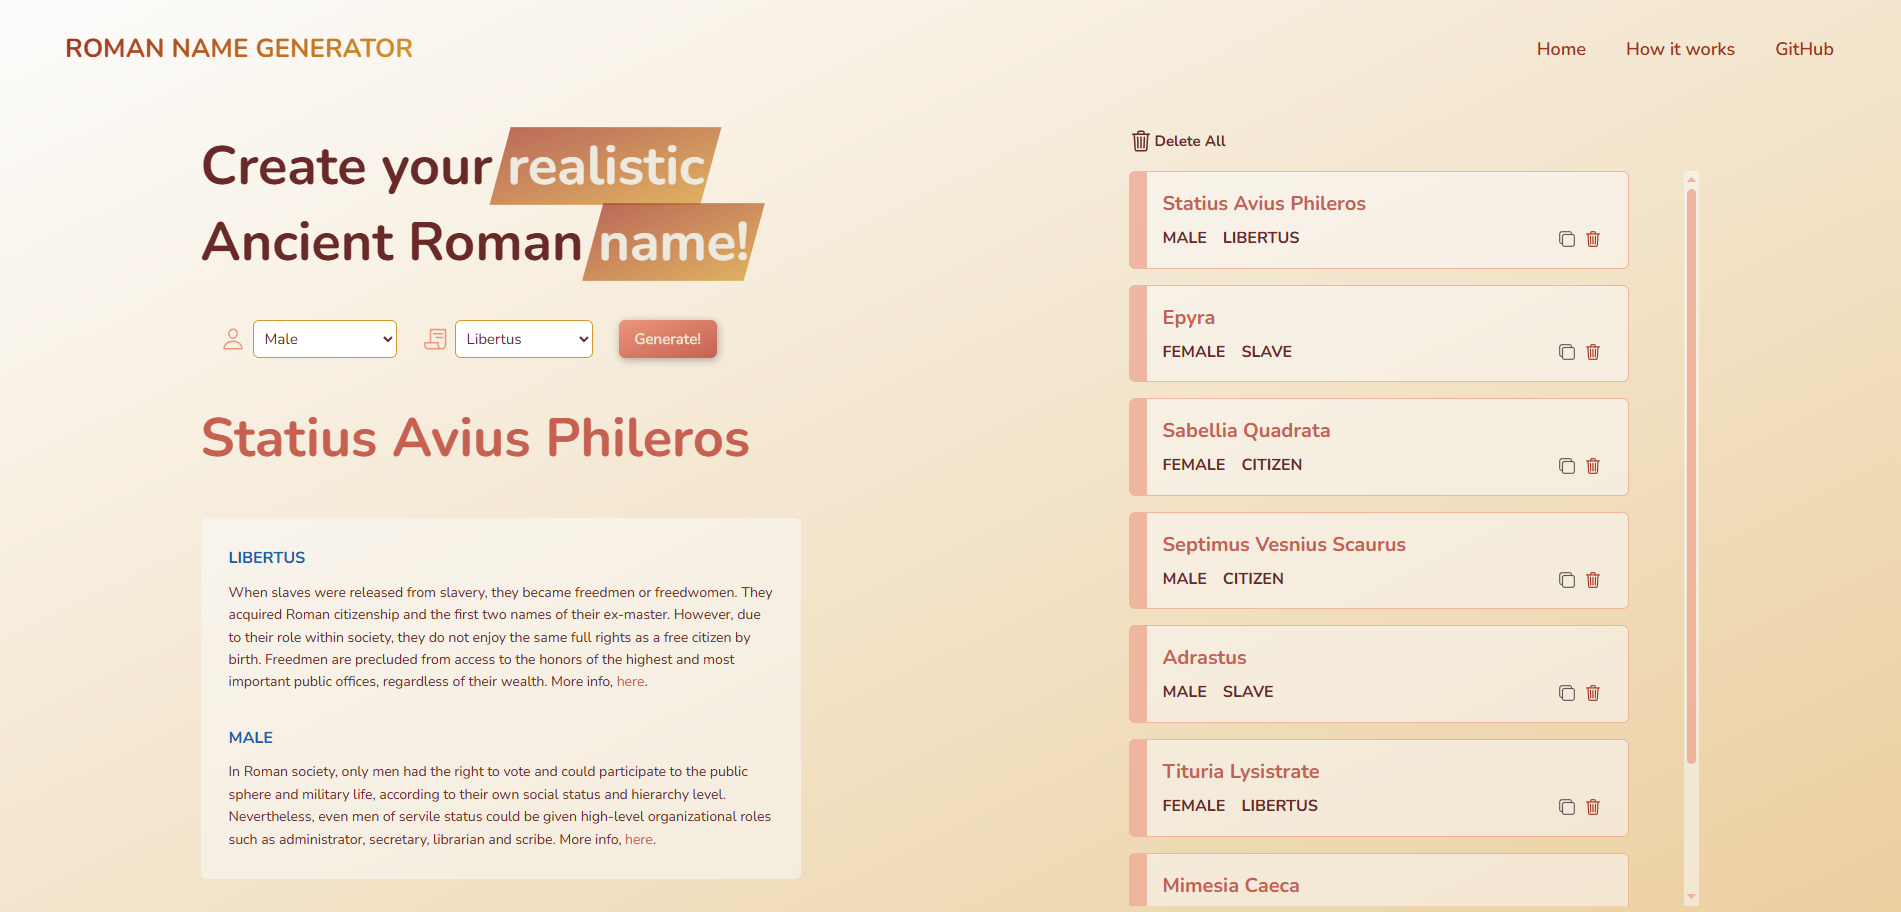 ROMAN NAME GENERATOR
Home How it works GitHub
Create your realistic
Ancient Roman name!
Male Libertus Generate!
Statius Avius Phileros
LIBERTUS
When slaves were released from slavery, they became freedmen or freedwomen. They
acquired Roman citizenship and the first two names of their ex-master. However, due
to their role within society, they do not enjoy the same full rights as a free citizen by
birth. Freedmen are precluded from access to the honors of the highest and most
important public offices, regardless of their wealth. More info, here.
MALE
In Roman society, only men had the right to vote and could participate to the public
sphere and military life, according to their own social status and hierarchy level.
Nevertheless, even men of servile status could be given high-level organizational roles
such as administrator, secretary, librarian and scribe. More info, here.
Delete All
Statius Avius Phileros
MALE LIBERTUS
Epyra
FEMALE SLAVE
Sabellia Quadrata
FEMALE CITIZEN
Septimus Vesnius Scaurus
MALE CITIZEN
Adrastus
MALE SLAVE
Tituria Lysistrate
FEMALE LIBERTUS
Mimesia Caeca